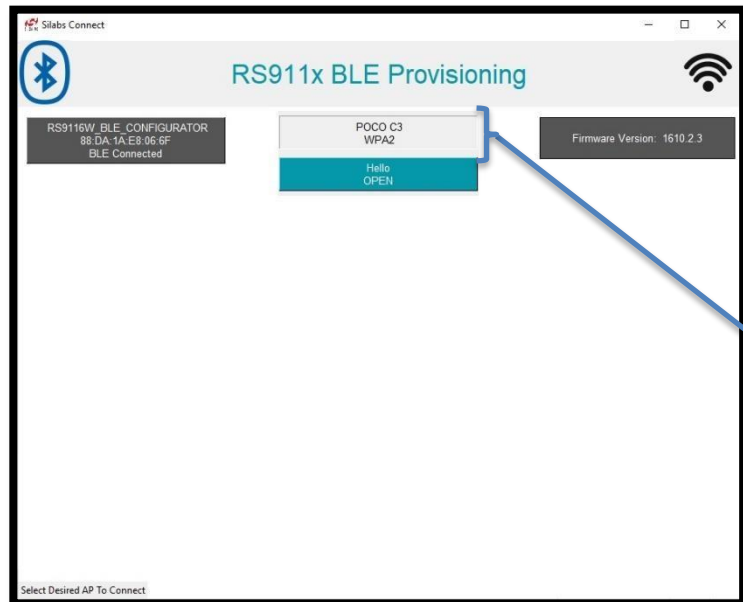 Silabs Connect
RS911x BLE Provisioning
RS9116W_BLE_CONFIGURATOR
88:DA:1A:E8:06:6F
BLE Connected
POCO C3
WPA2
Hello
OPEN
Firmware Version: 1610.2.3
Select Desired AP To Connect